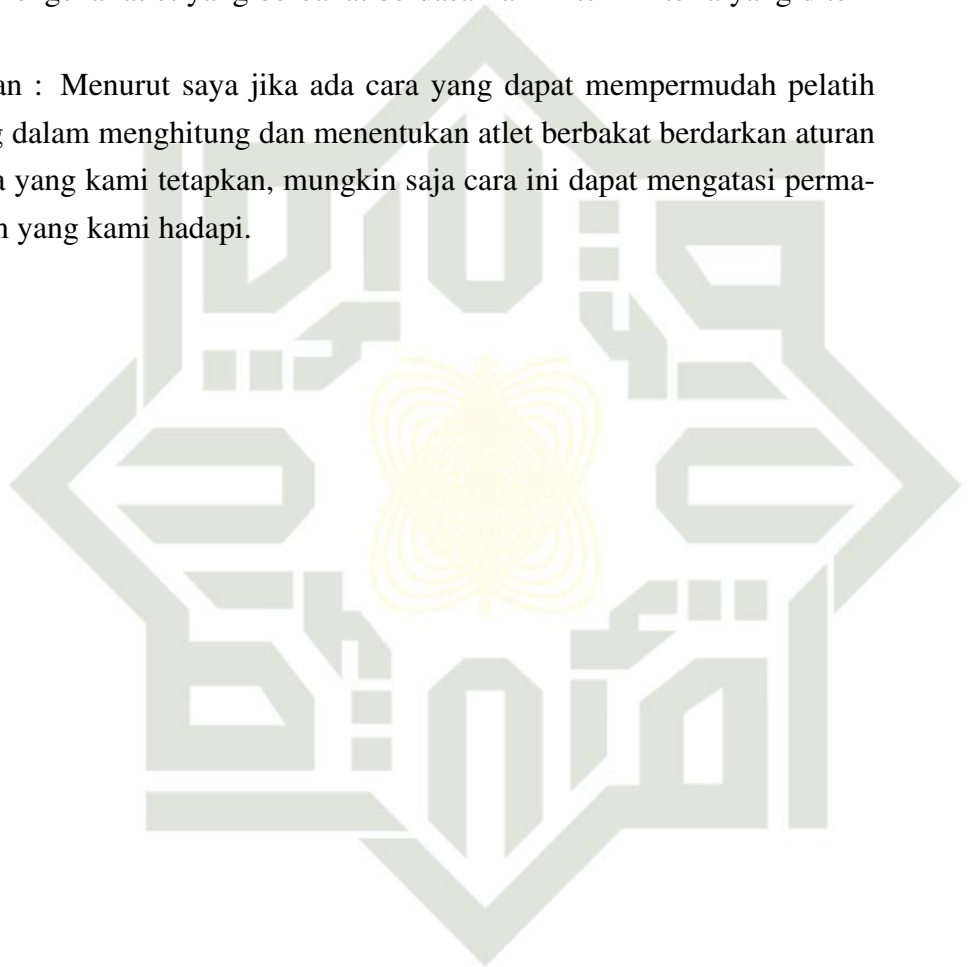 an : Menurut saya jika ada cara yang dapat mempermudah pelatih
g dalam menghitung dan menentukan atlet berbakat berdarkan aturan
a yang kami tetapkan, mungkin saja cara ini dapat mengatasi perma-
n yang kami hadapi.